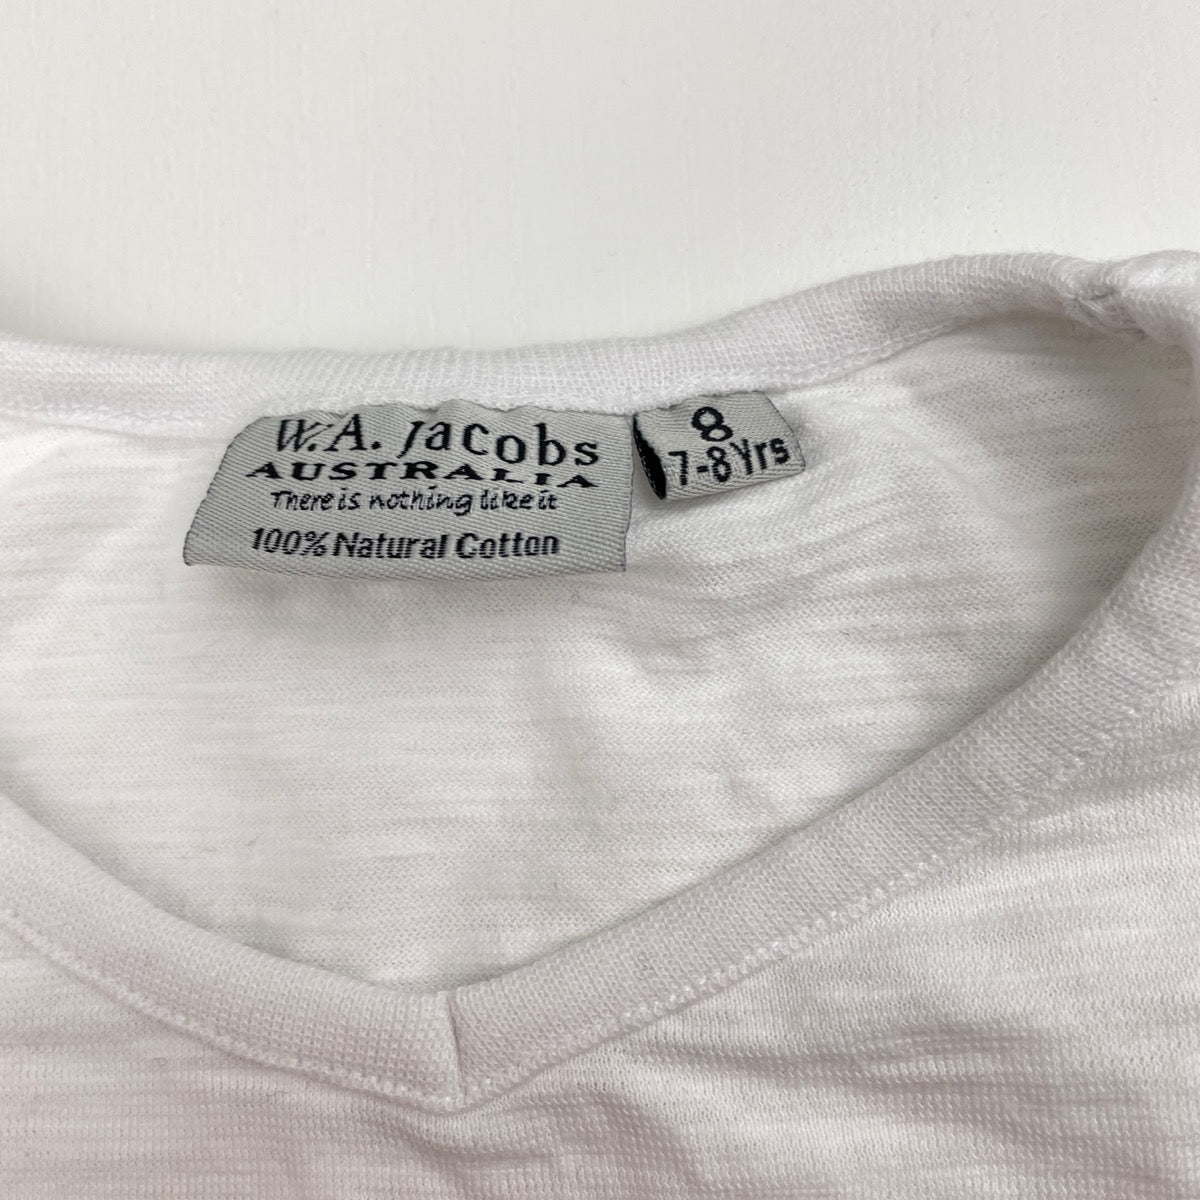 W.A. Jacobs
AUSTRALIA
There is nothing like it
100% Natural Cotton
8
7-8 Yrs